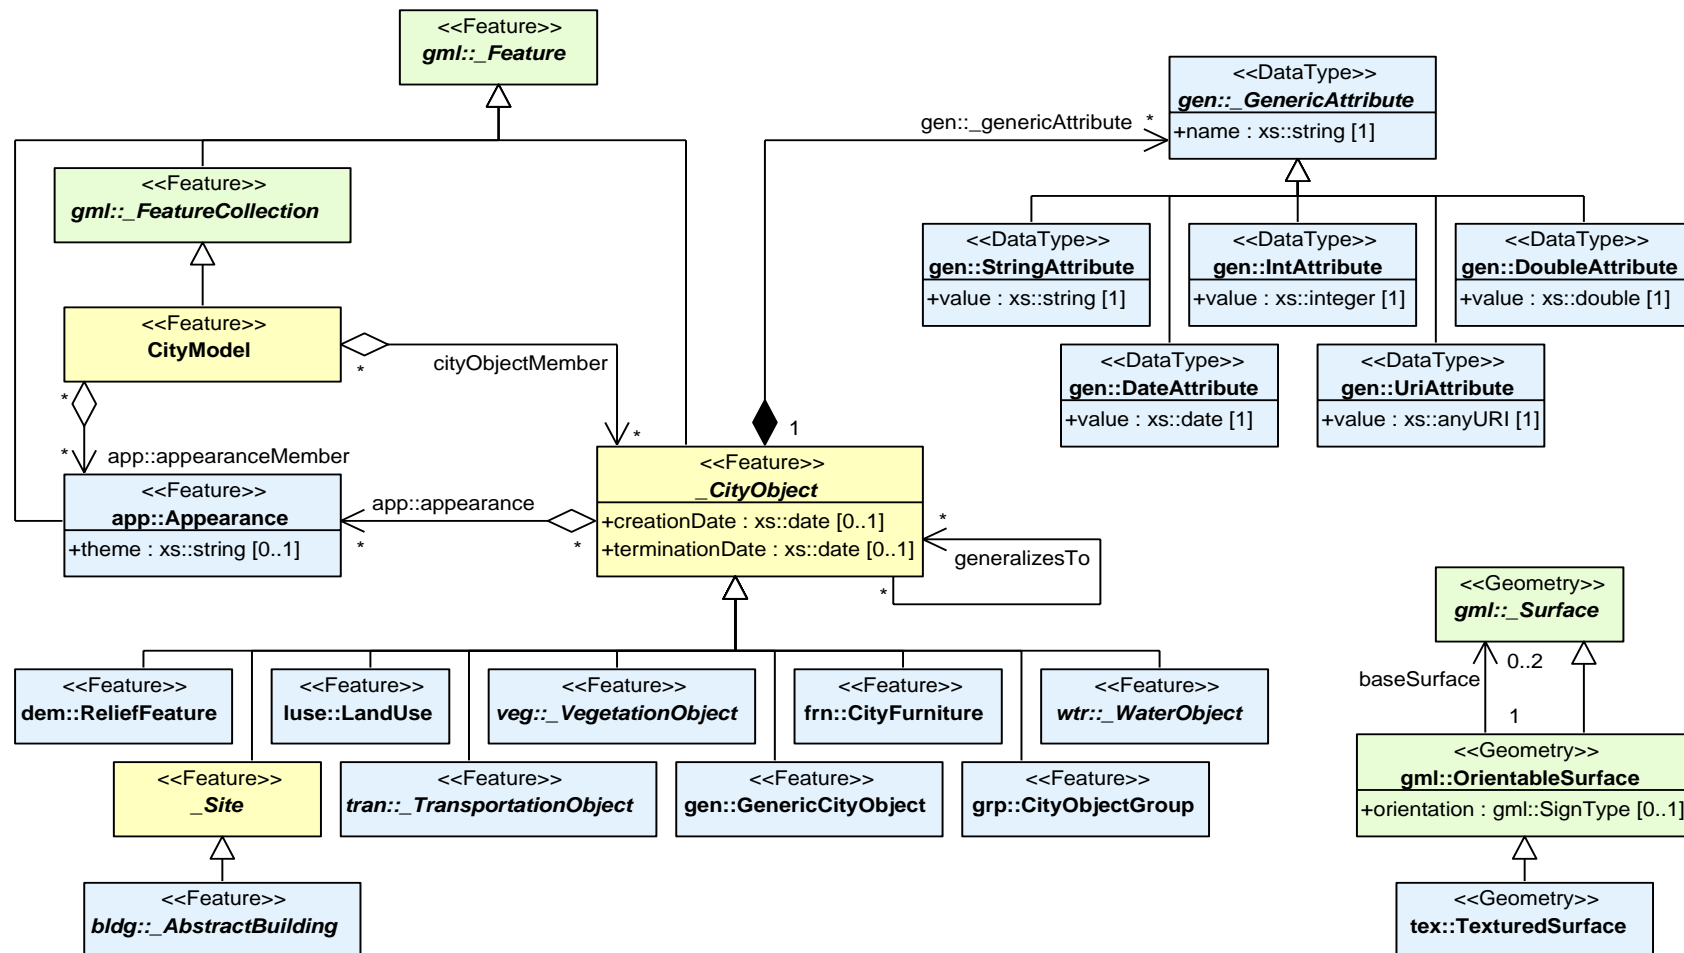 <<Feature>>
gml::_Feature
<<DataType>>
gen::_GenericAttribute
+name : xs::string [1]
gen::_genericAttribute
*
<<Feature>>
gml::_FeatureCollection
<<DataType>>
gen::StringAttribute
+value : xs::string [1]
<<DataType>>
gen::IntAttribute
+value : xs::integer [1]
<<DataType>>
gen::DoubleAttribute
+value : xs::double [1]
<<Feature>>
CityModel
*
cityObjectMember
*
<<DataType>>
gen::DateAttribute
+value : xs::date [1]
<<DataType>>
gen::UriAttribute
+value : xs::anyURI [1]
*
*
app::appearanceMember
1
<<Feature>>
app::Appearance
+theme : xs::string [0..1]
app::appearance
*
*
<<Feature>>
_CityObject
+creationDate : xs::date [0..1]
+terminationDate : xs::date [0..1]
*
generalizesTo
*
<<Geometry>>
gml::_Surface
0..2
baseSurface
1
<<Feature>>
dem::ReliefFeature
<<Feature>>
luse::LandUse
<<Feature>>
veg::_VegetationObject
<<Feature>>
frn::CityFurniture
<<Feature>>
wtr::_WaterObject
<<Geometry>>
gml::OrientableSurface
+orientation : gml::SignType [0..1]
<<Feature>>
_Site
<<Feature>>
tran::_TransportationObject
<<Feature>>
gen::GenericCityObject
<<Feature>>
grp::CityObjectGroup
<<Feature>>
bldg::_AbstractBuilding
<<Geometry>>
tex::TexturedSurface